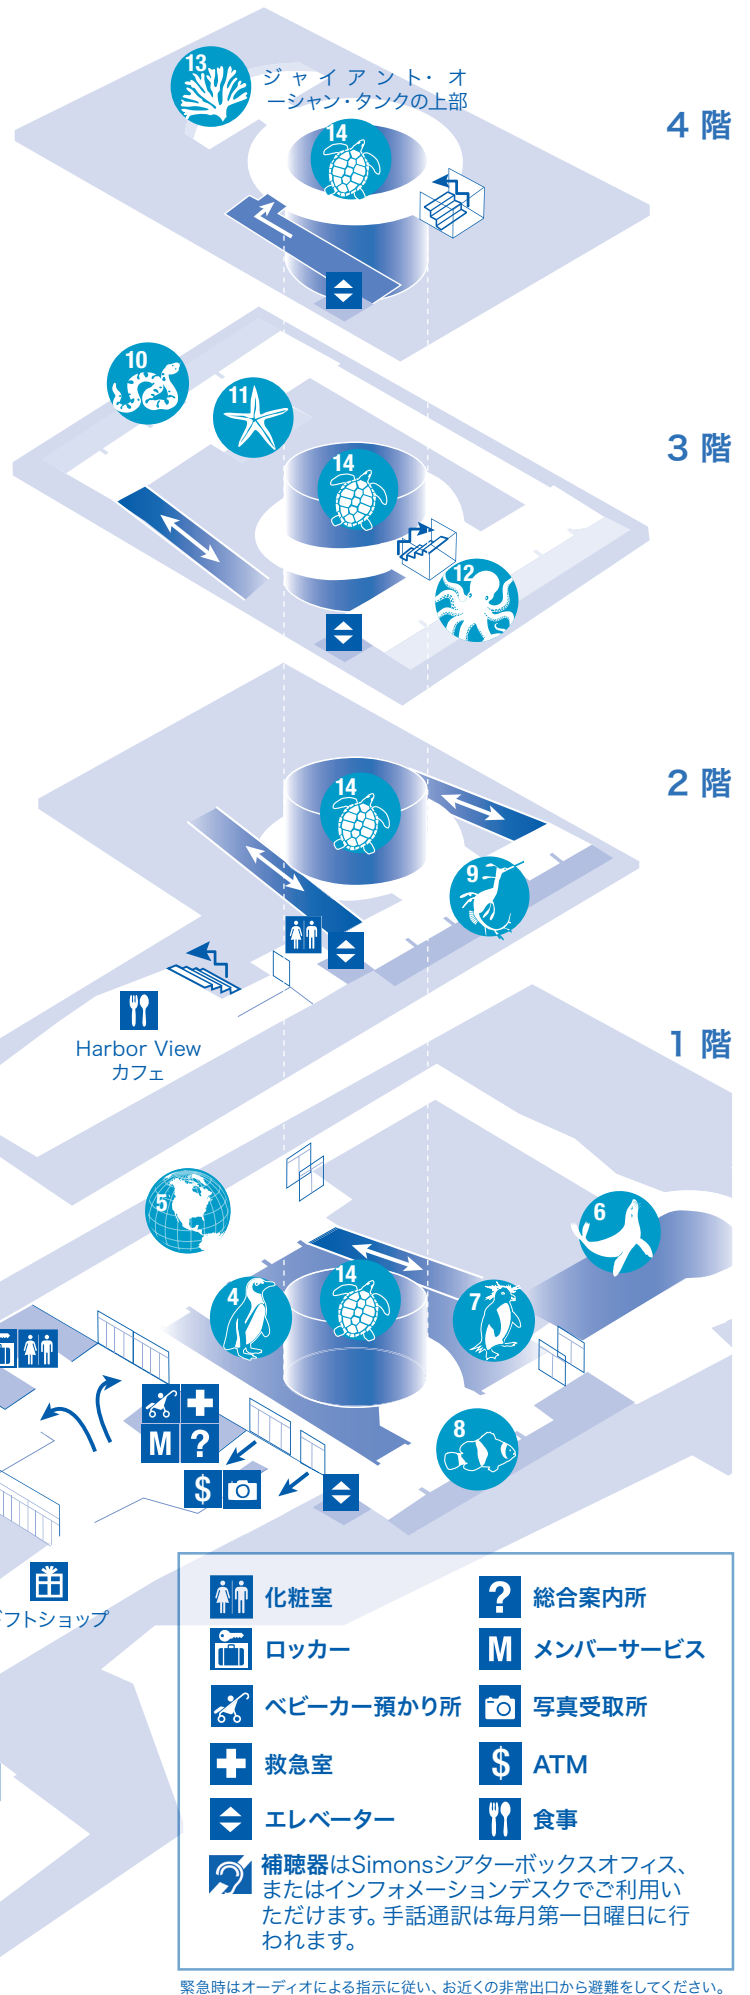 13
ジャイアント・オ
ーシャン・タンクの上部
14
4 階
10
11
14
3 階
12
14
2 階
9
Harbor View
カフェ
1 階
5
6
4
14
7
8
M ?
$
フトショップ
化粧室
? 総合案内所
ロッカー
M メンバーサービス
ベビーカー預かり所
写真受取所
救急室
$ ATM
エレベーター
食事
補聴器はSimonsシアターボックスオフィス、
またはインフォメーションデスクでご利用い
ただけます。手話通訳は毎月第一日曜日に行
われます。
緊急時はオーディオによる指示に従い、お近くの非常出口から避難をしてください。